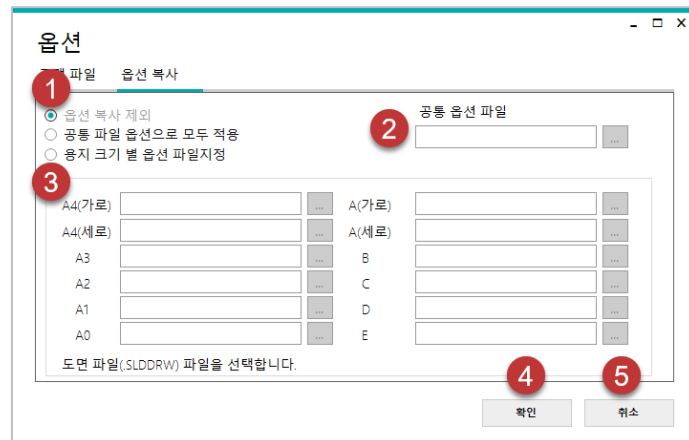 옵션
파일 옵션 복사
1
옵션 복사 제외
공통 파일 옵션으로 모두 적용
용지 크기 별 옵션 파일지정
공통 옵션 파일
2
...
3
A4(가로) ... A(가로) ...
A4(세로) ... A(세로) ...
A3 ... B ...
A2 ... C ...
A1 ... D ...
A0 ... E ...
도면 파일(.SLDDRW) 파일을 선택합니다.
4 5
확인 취소